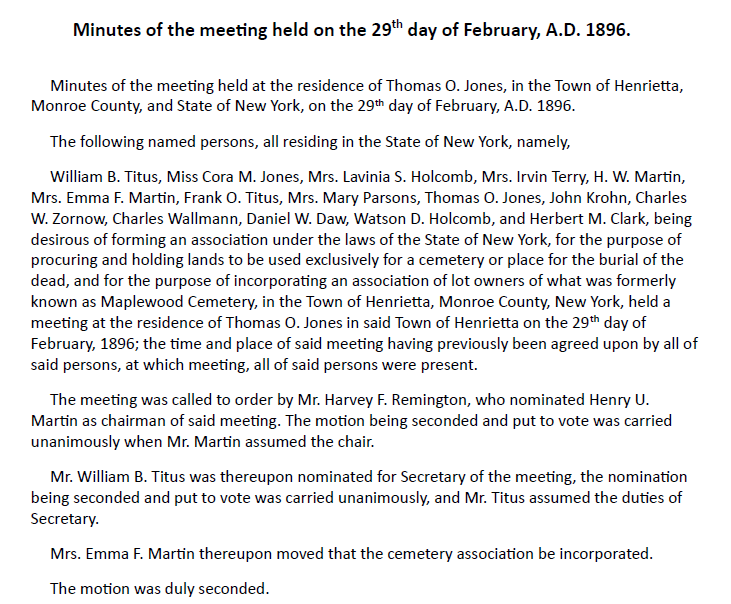 Minutes of the meeting held on the 29th day of February, A.D. 1896.
Minutes of the meeting held at the residence of Thomas O. Jones, in the Town of Henrietta,
Monroe County, and State of New York, on the 29th day of February, A.D. 1896.
The following named persons, all residing in the State of New York, namely,
William B. Titus, Miss Cora M. Jones, Mrs. Lavinia S. Holcomb, Mrs. Irvin Terry, H. W. Martin,
Mrs. Emma F. Martin, Frank O. Titus, Mrs. Mary Parsons, Thomas O. Jones, John Krohn, Charles
W. Zornow, Charles Wallmann, Daniel W. Daw, Watson D. Holcomb, and Herbert M. Clark, being
desirous of forming an association under the laws of the State of New York, for the purpose of
procuring and holding lands to be used exclusively for a cemetery or place for the burial of the
dead, and for the purpose of incorporating an association of lot owners of what was formerly
known as Maplewood Cemetery, in the Town of Henrietta, Monroe County, New York, held a
meeting at the residence of Thomas O. Jones in said Town of Henrietta on the 29th day of
February, 1896; the time and place of said meeting having previously been agreed upon by all of
said persons, at which meeting, all of said persons were present.
The meeting was called to order by Mr. Harvey F. Remington, who nominated Henry U.
Martin as chairman of said meeting. The motion being seconded and put to vote was carried
unanimously when Mr. Martin assumed the chair.
Mr. William B. Titus was thereupon nominated for Secretary of the meeting, the nomination
being seconded and put to vote was carried unanimously, and Mr. Titus assumed the duties of
Secretary.
Mrs. Emma F. Martin thereupon moved that the cemetery association be incorporated.
The motion was duly seconded.